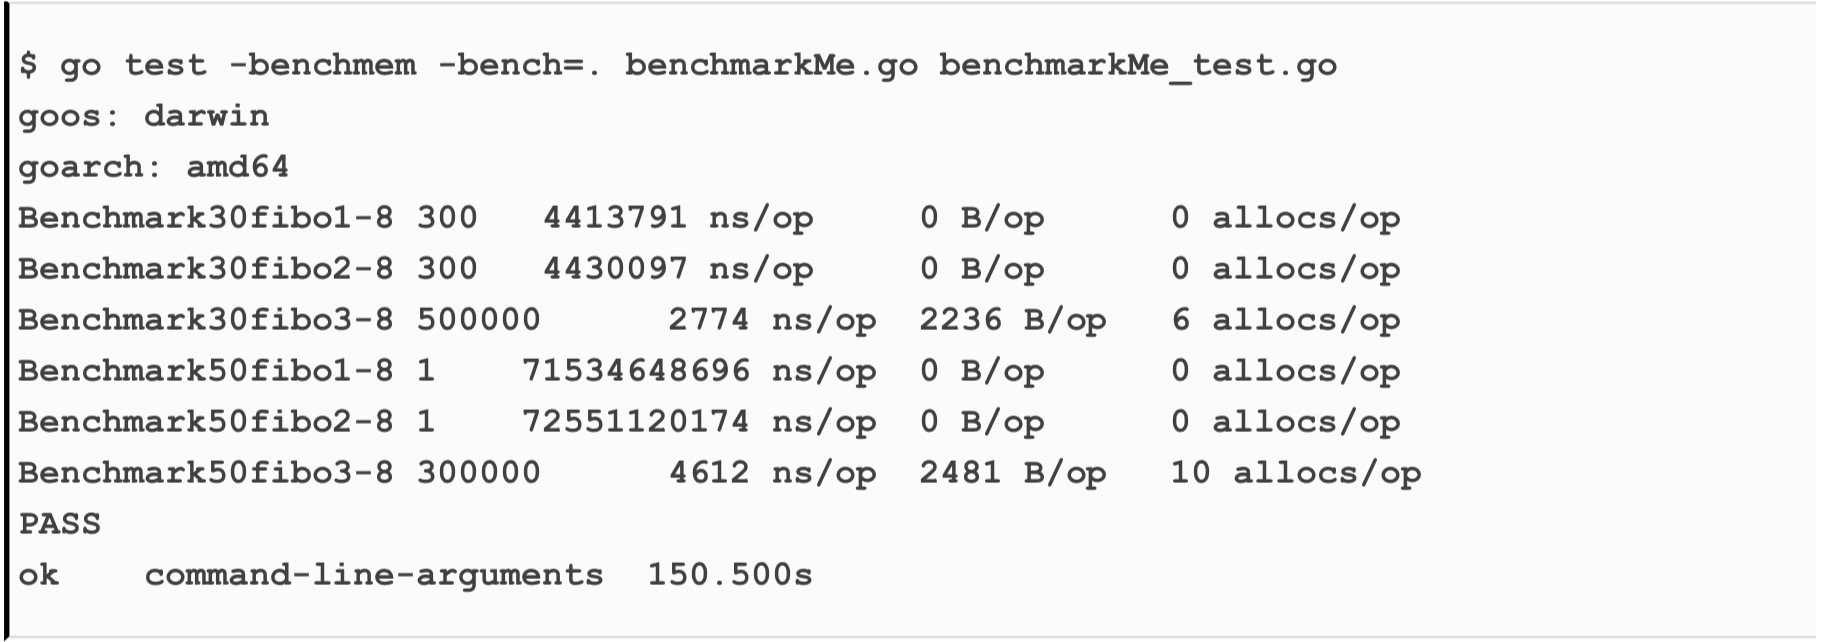 $ go test -benchmem -bench=. benchmarkMe.go benchmarkMe_test.go
goos: darwin
goarch: amd64
Benchmark30fibo1-8 300 4413791 ns/op 0 B/op 0 allocs/op
Benchmark30fibo2-8 300 4430097 ns/op 0 B/op 0 allocs/op
Benchmark30fibo3-8 500000 2774 ns/op 2236 B/op 6 allocs/op
Benchmark50fibo1-8 1 71534648696 ns/op 0 B/op 0 allocs/op
Benchmark50fibo2-8 1 72551120174 ns/op 0 B/op 0 allocs/op
Benchmark50fibo3-8 300000 4612 ns/op 2481 B/op 10 allocs/op
PASS
ok command-line-arguments 150.500s